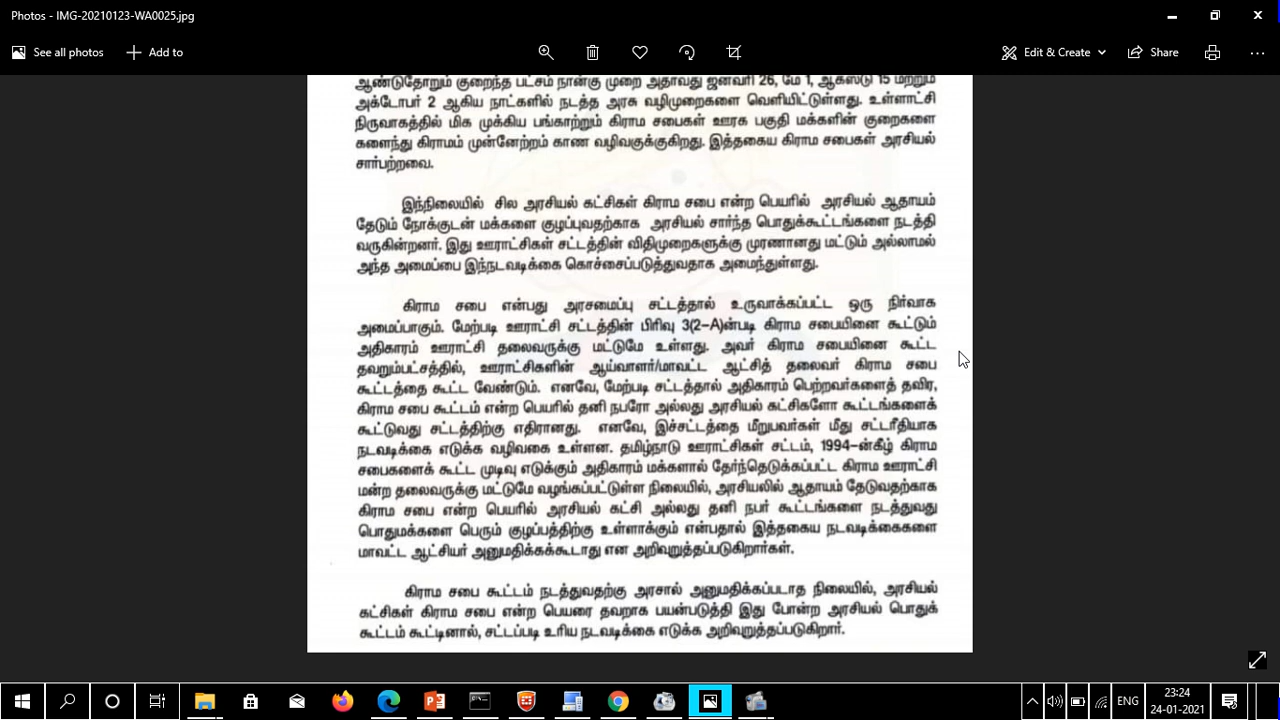 Photos - IMG-20210123-WA0025.jpg
See all photos
Add to
Edit & Create
Share
ஆண்டுதோறும் குறைந்த பட்சம் நான்கு முறை அதாவது ஜனவரி 26, மே 1, ஆகஸ்டு 15 மற்றும்
அக்டோபர் 2 ஆகிய நாட்களில் நடத்த அரசு வழிமுறைகளை வெளியிட்டுள்ளது. உள்ளாட்சி
நிருவாகத்தில் மிக முக்கிய பங்காற்றும் கிராம சபைகள் ஊரக பகுதி மக்களின் குறைகளை
களைந்து கிராமம் முன்னேற்றம் காண வழிவகுக்குகிறது. இத்தகைய கிராம சபைகள் அரசியல்
சார்பற்றவை.
இந்நிலையில் சில அரசியல் கட்சிகள் கிராம சபை என்ற பெயரில் அரசியல் ஆதாயம்
தேடும் நோக்குடன் மக்களை குழப்புவதற்காக அரசியல் சார்ந்த பொதுக்கூட்டங்களை நடத்தி
வருகின்றனர். இது ஊராட்சிகள் சட்டத்தின் விதிமுறைகளுக்கு முரணானது மட்டும் அல்லாமல்
அந்த அமைப்பை இந்நடவடிக்கை கொச்சைப்படுத்துவதாக அமைந்துள்ளது.
கிராம சபை என்பது அரசமைப்பு சட்டத்தால் உருவாக்கப்பட்ட ஒரு நிர்வாக
அமைப்பாகும். மேற்படி ஊராட்சி சட்டத்தின் பிரிவு 3(2-A)ன்படி கிராம சபையினை கூட்டும்
அதிகாரம் ஊராட்சி தலைவருக்கு மட்டுமே உள்ளது. அவர் கிராம சபையினை கூட்ட
தவறும்பட்சத்தில், ஊராட்சிகளின் ஆய்வாளர்/மாவட்ட ஆட்சித் தலைவர் கிராம சபை
கூட்டத்தை கூட்ட வேண்டும். எனவே, மேற்படி சட்டத்தால் அதிகாரம் பெற்றவர்களைத் தவிர,
கிராம சபை கூட்டம் என்ற பெயரில் தனி நபரோ அல்லது அரசியல் கட்சிகளோ கூட்டங்களைக்
கூட்டுவது சட்டத்திற்கு எதிரானது. எனவே, இச்சட்டத்தை மீறுபவர்கள் மீது சட்டரீதியாக
நடவடிக்கை எடுக்க வழிவகை உள்ளன. தமிழ்நாடு ஊராட்சிகள் சட்டம், 1994-ன்கீழ் கிராம
சபைகளைக் கூட்ட முடிவு எடுக்கும் அதிகாரம் மக்களால் தேர்ந்தெடுக்கப்பட்ட கிராம ஊராட்சி
மன்ற தலைவருக்கு மட்டுமே வழங்கப்பட்டுள்ள நிலையில், அரசியலில் ஆதாயம் தேடுவதற்காக
கிராம சபை என்ற பெயரில் அரசியல் கட்சி அல்லது தனி நபர் கூட்டங்களை நடத்துவது
பொதுமக்களை பெரும் குழப்பத்திற்கு உள்ளாக்கும் என்பதால் இத்தகைய நடவடிக்கைகளை
மாவட்ட ஆட்சியர் அனுமதிக்கக்கூடாது என அறிவுறுத்தப்படுகிறார்கள்.
கிராம சபை கூட்டம் நடத்துவதற்கு அரசால் அனுமதிக்கப்படாத நிலையில், அரசியல்
கட்சிகள் கிராம சபை என்ற பெயரை தவறாக பயன்படுத்தி இது போன்ற அரசியல் பொதுக்
கூட்டம் கூட்டினால், சட்டப்படி உரிய நடவடிக்கை எடுக்க அறிவுறுத்தப்படுகிறார்.
ENG
23:24
24-01-2021